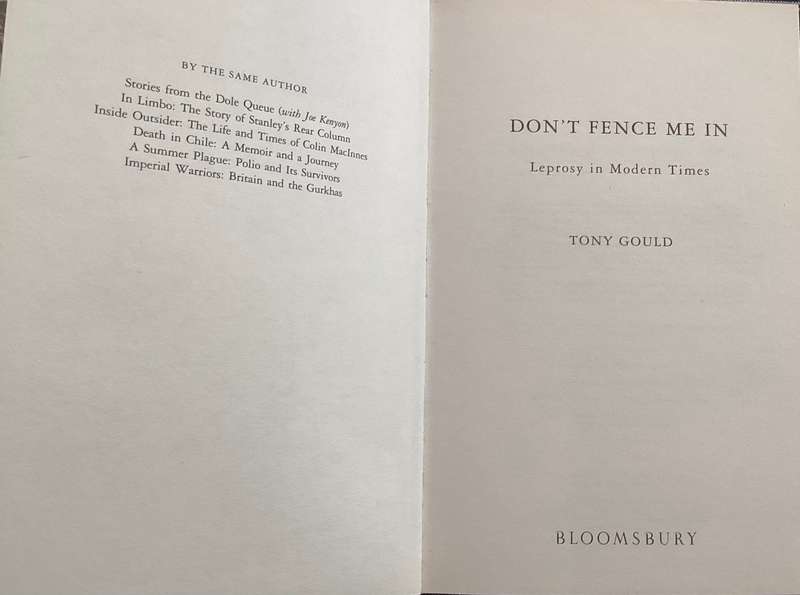 BY THE SAME AUTHOR
Stories from the Dole Queue (with Joe Kenyon)
In Limbo: The Story of Stanley's Rear Column
Inside Outsider: The Life and Times of Colin MacInnes
Death in Chile: A Memoir and a Journey
A Summer Plague: Polio and Its Survivors
Imperial Warriors: Britain and the Gurkhas
DON'T FENCE ME IN
Leprosy in Modern Times
TONY GOULD
BLOOMSBURY